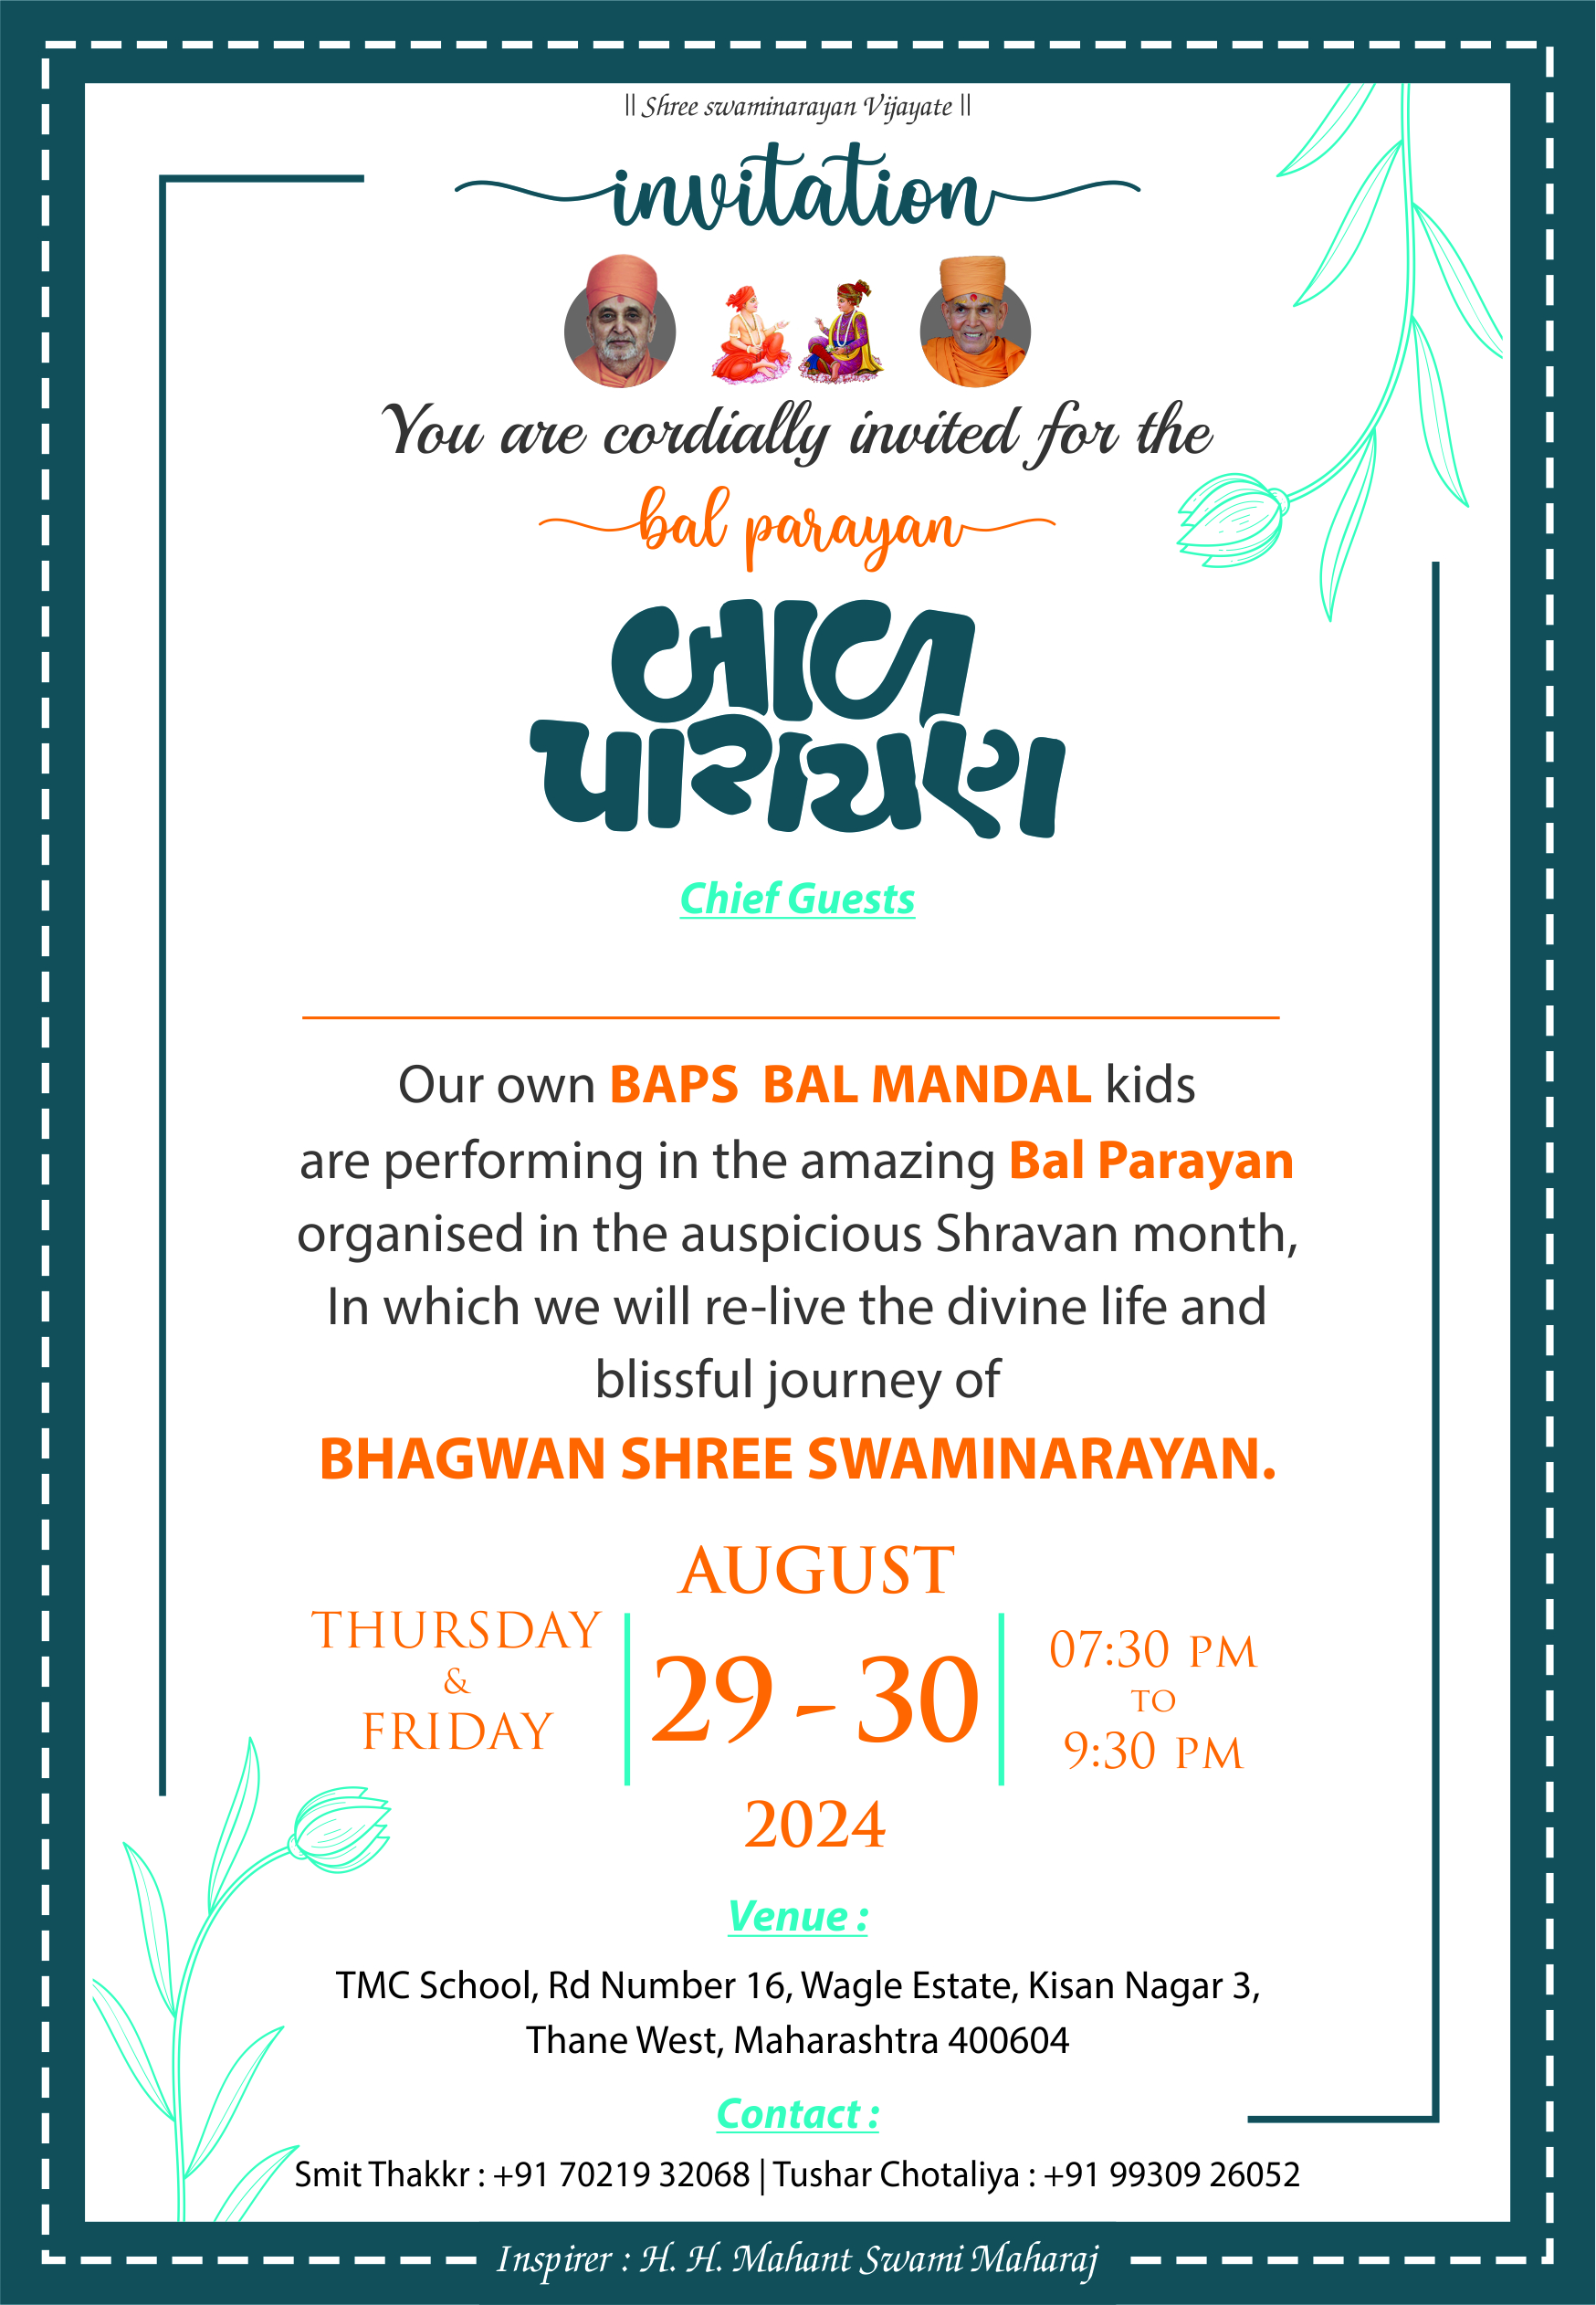 || Shree swaminarayan Vijayate ||
invitation
You are cordially invited for the
bal parayan
બાળ
પારાયણ
Chief Guests
Our own BAPS BAL MANDAL kids
are performing in the amazing Bal Parayan
organised in the auspicious Shravan month,
In which we will re-live the divine life and
blissful journey of
BHAGWAN SHREE SWAMINARAYAN.
AUGUST
THURSDAY
&
FRIDAY
29 - 30
07:30 PM
TO
9:30 PM
2024
Venue :
TMC School, Rd Number 16, Wagle Estate, Kisan Nagar 3,
Thane West, Maharashtra 400604
Contact :
Smit Thakkr : +91 70219 32068 | Tushar Chotaliya : +91 99309 26052
Inspirer : H. H. Mahant Swami Maharaj